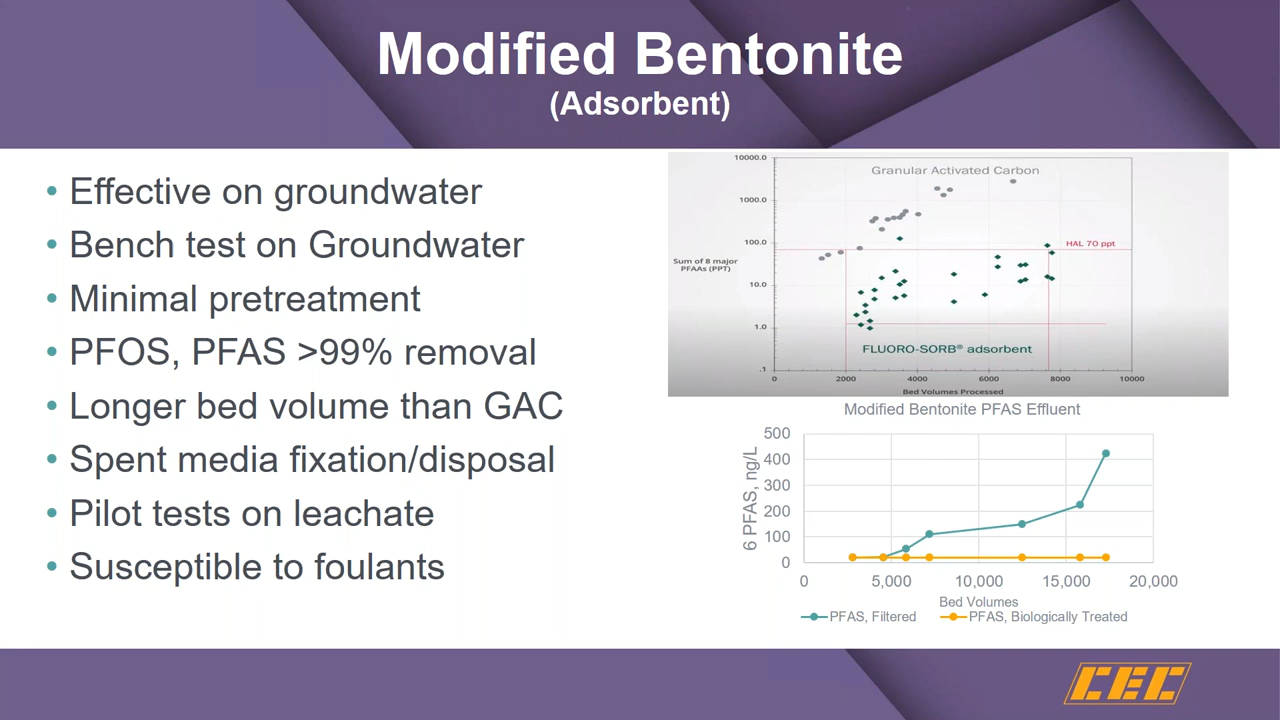 Modified Bentonite
(Adsorbent)
• Effective on groundwater
• Bench test on Groundwater
• Minimal pretreatment
• PFOS, PFAS >99% removal
• Longer bed volume than GAC
• Spent media fixation/disposal
• Pilot tests on leachate
• Susceptible to foulants
10000.0
Granular Activated Carbon
1000.0
100.0
HAL 70 ppt
Sum of 8 major
PFAAs (PPT)
10.0
1.0
FLUORO-SORB® adsorbent
.1
0 2000 4000 6000 8000 10000
Bed Volumes Processed
Modified Bentonite PFAS Effluent
500
400
300
200
100
0
6 PFAS, ng/L
0 5,000 10,000 15,000 20,000
Bed Volumes
PFAS, Filtered PFAS, Biologically Treated
CEC